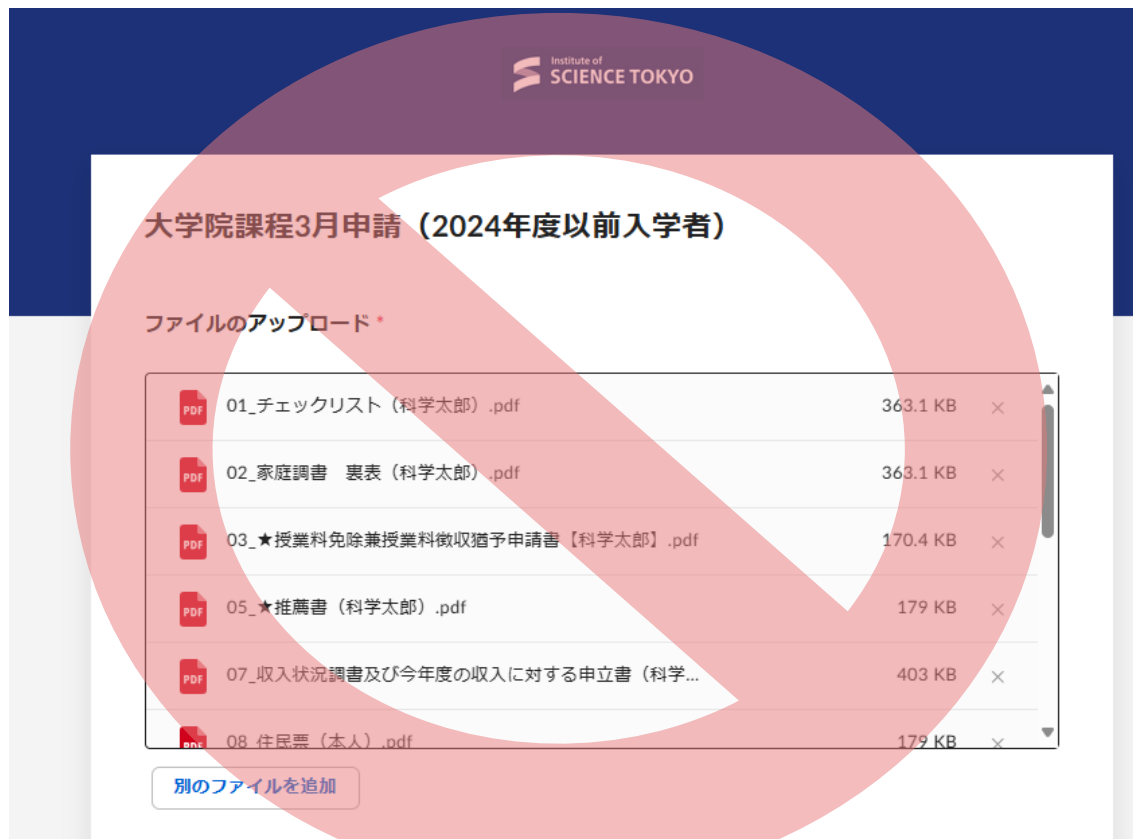 Institute of
SCIENCE TOKYO
大学院課程3月申請（2024年度以前入学者）
ファイルのアップロード *
PDF 01_チェックリスト（科学太郎）.pdf 363.1 KB ×
PDF 02_家庭調書　裏表（科学太郎）.pdf 363.1 KB ×
PDF 03_★授業料免除兼授業料徴収猶予申請書【科学太郎】.pdf 170.4 KB ×
PDF 05_★推薦書（科学太郎）.pdf 179 KB ×
PDF 07_収入状況調書及び今年度の収入に対する申立書（科学... 403 KB ×
PDF 08_住民票（本人）.pdf 179 KB ×
別のファイルを追加